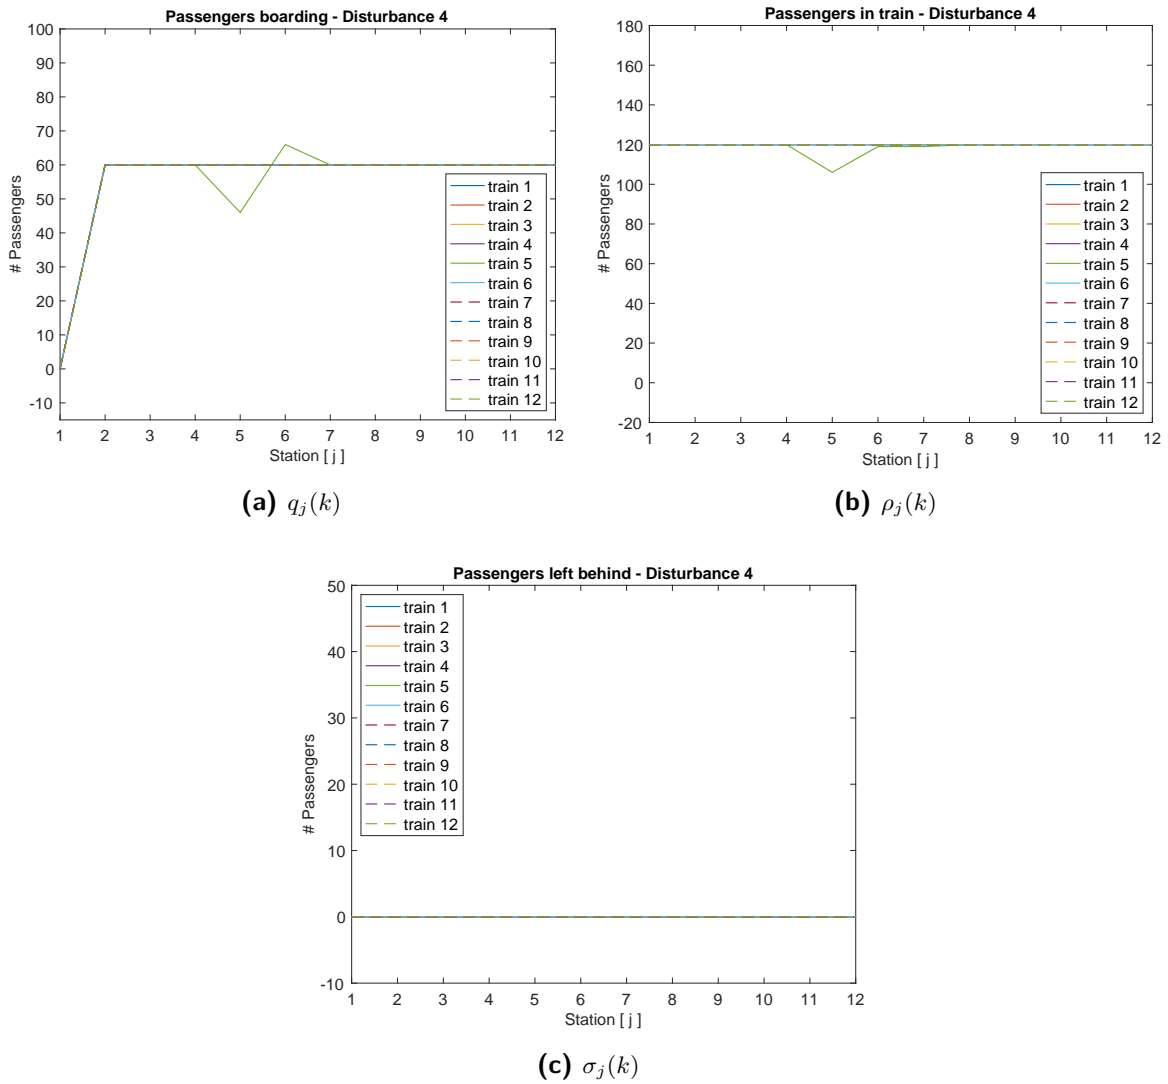 Passengers boarding - Disturbance 4
100
90
80
70
60
50
40
30
20
10
0
-10
# Passengers
train 1
train 2
train 3
train 4
train 5
train 6
train 7
train 8
train 9
train 10
train 11
train 12
1 2 3 4 5 6 7 8 9 10 11 12
Station [ j ]
(a) q_j(k)
Passengers in train - Disturbance 4
180
160
140
120
100
80
60
40
20
0
-20
# Passengers
train 1
train 2
train 3
train 4
train 5
train 6
train 7
train 8
train 9
train 10
train 11
train 12
1 2 3 4 5 6 7 8 9 10 11 12
Station [ j ]
(b) ρ_j(k)
Passengers left behind - Disturbance 4
50
40
30
20
10
0
-10
# Passengers
train 1
train 2
train 3
train 4
train 5
train 6
train 7
train 8
train 9
train 10
train 11
train 12
1 2 3 4 5 6 7 8 9 10 11 12
Station [ j ]
(c) σ_j(k)